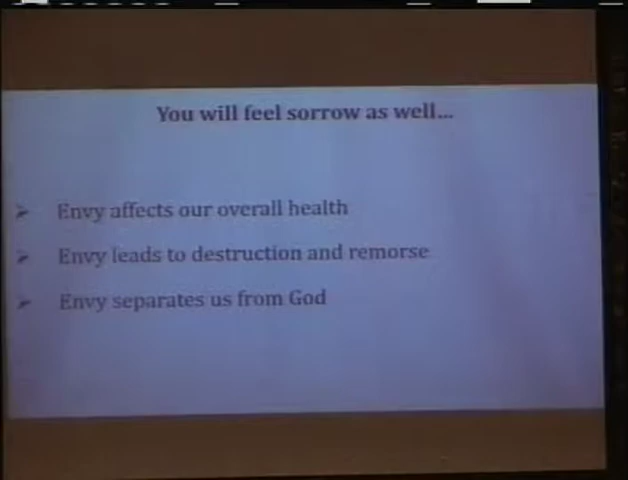 You will feel sorrow as well...
➢ Envy affects our overall health
➢ Envy leads to destruction and remorse
➢ Envy separates us from God